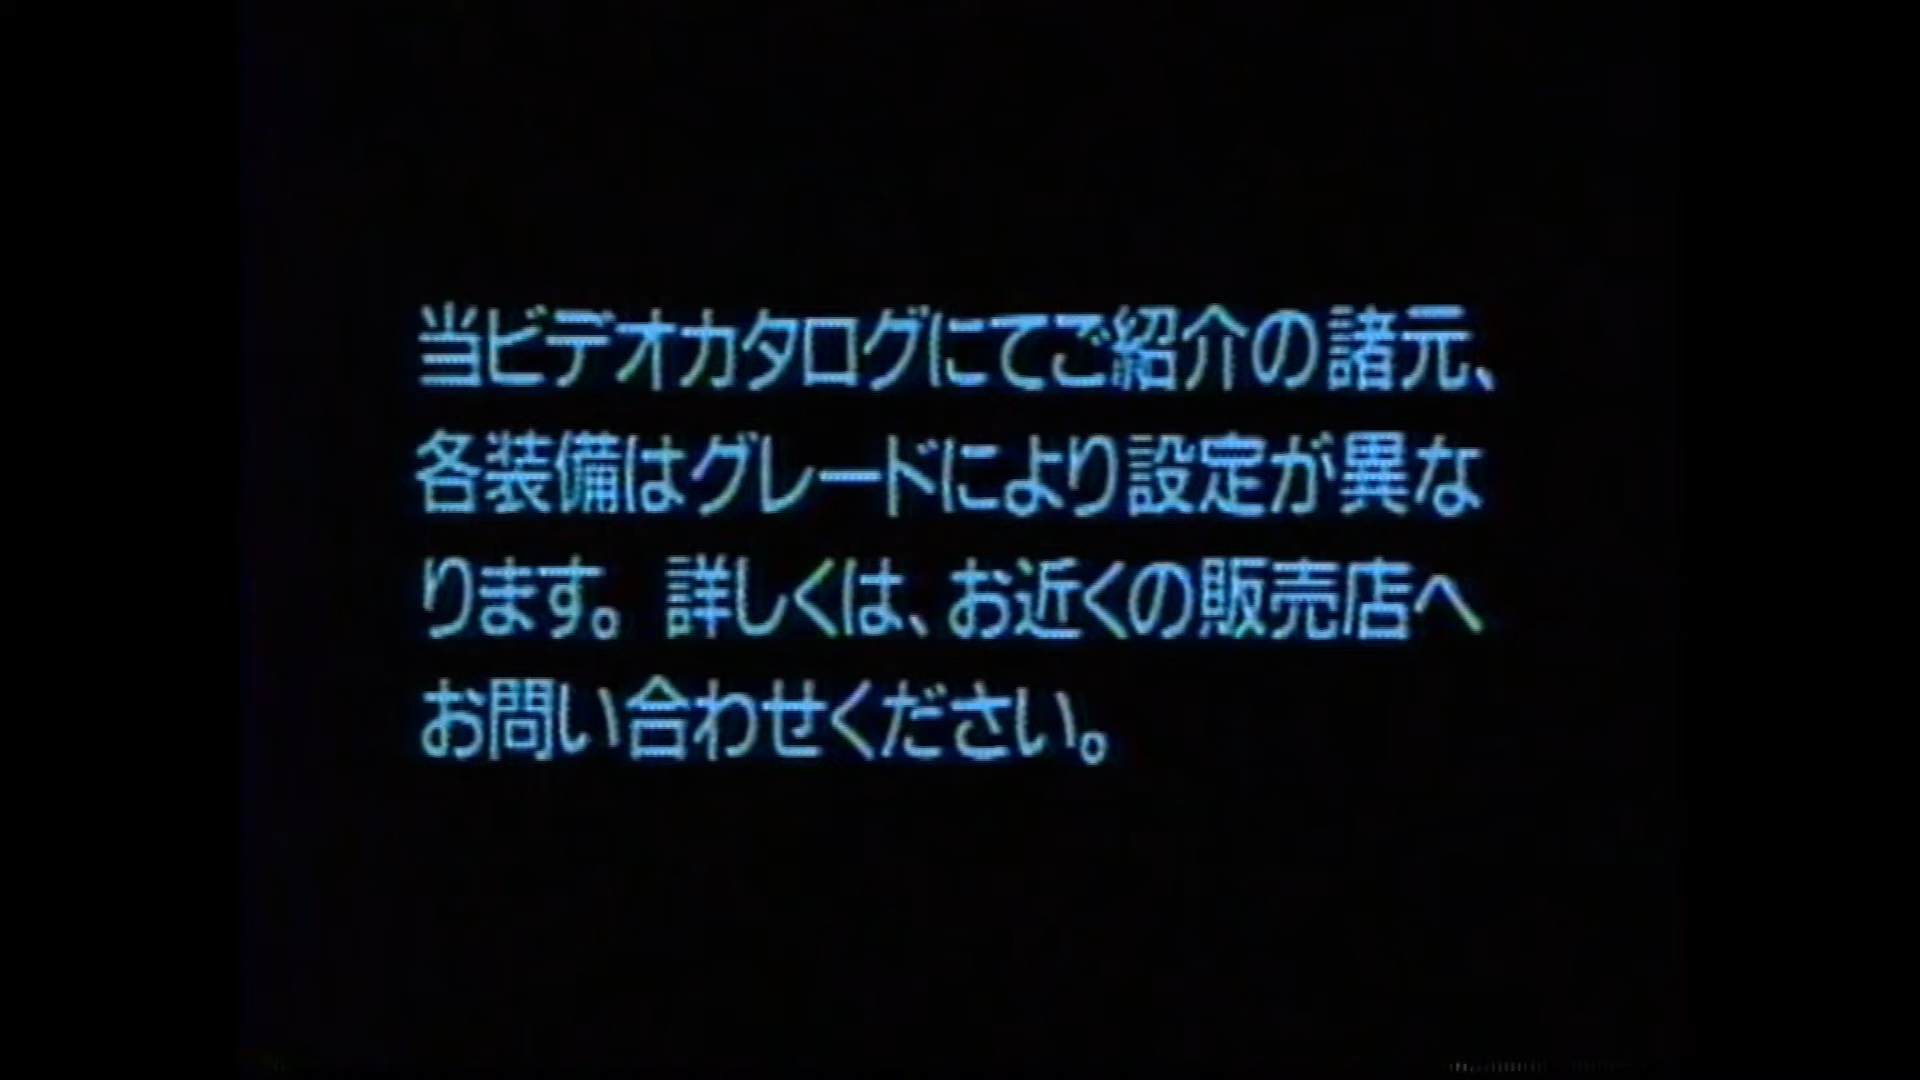 当ビデオカタログにてご紹介の諸元、
各装備はグレードにより設定が異な
ります。詳しくは、お近くの販売店へ
お問い合わせください。